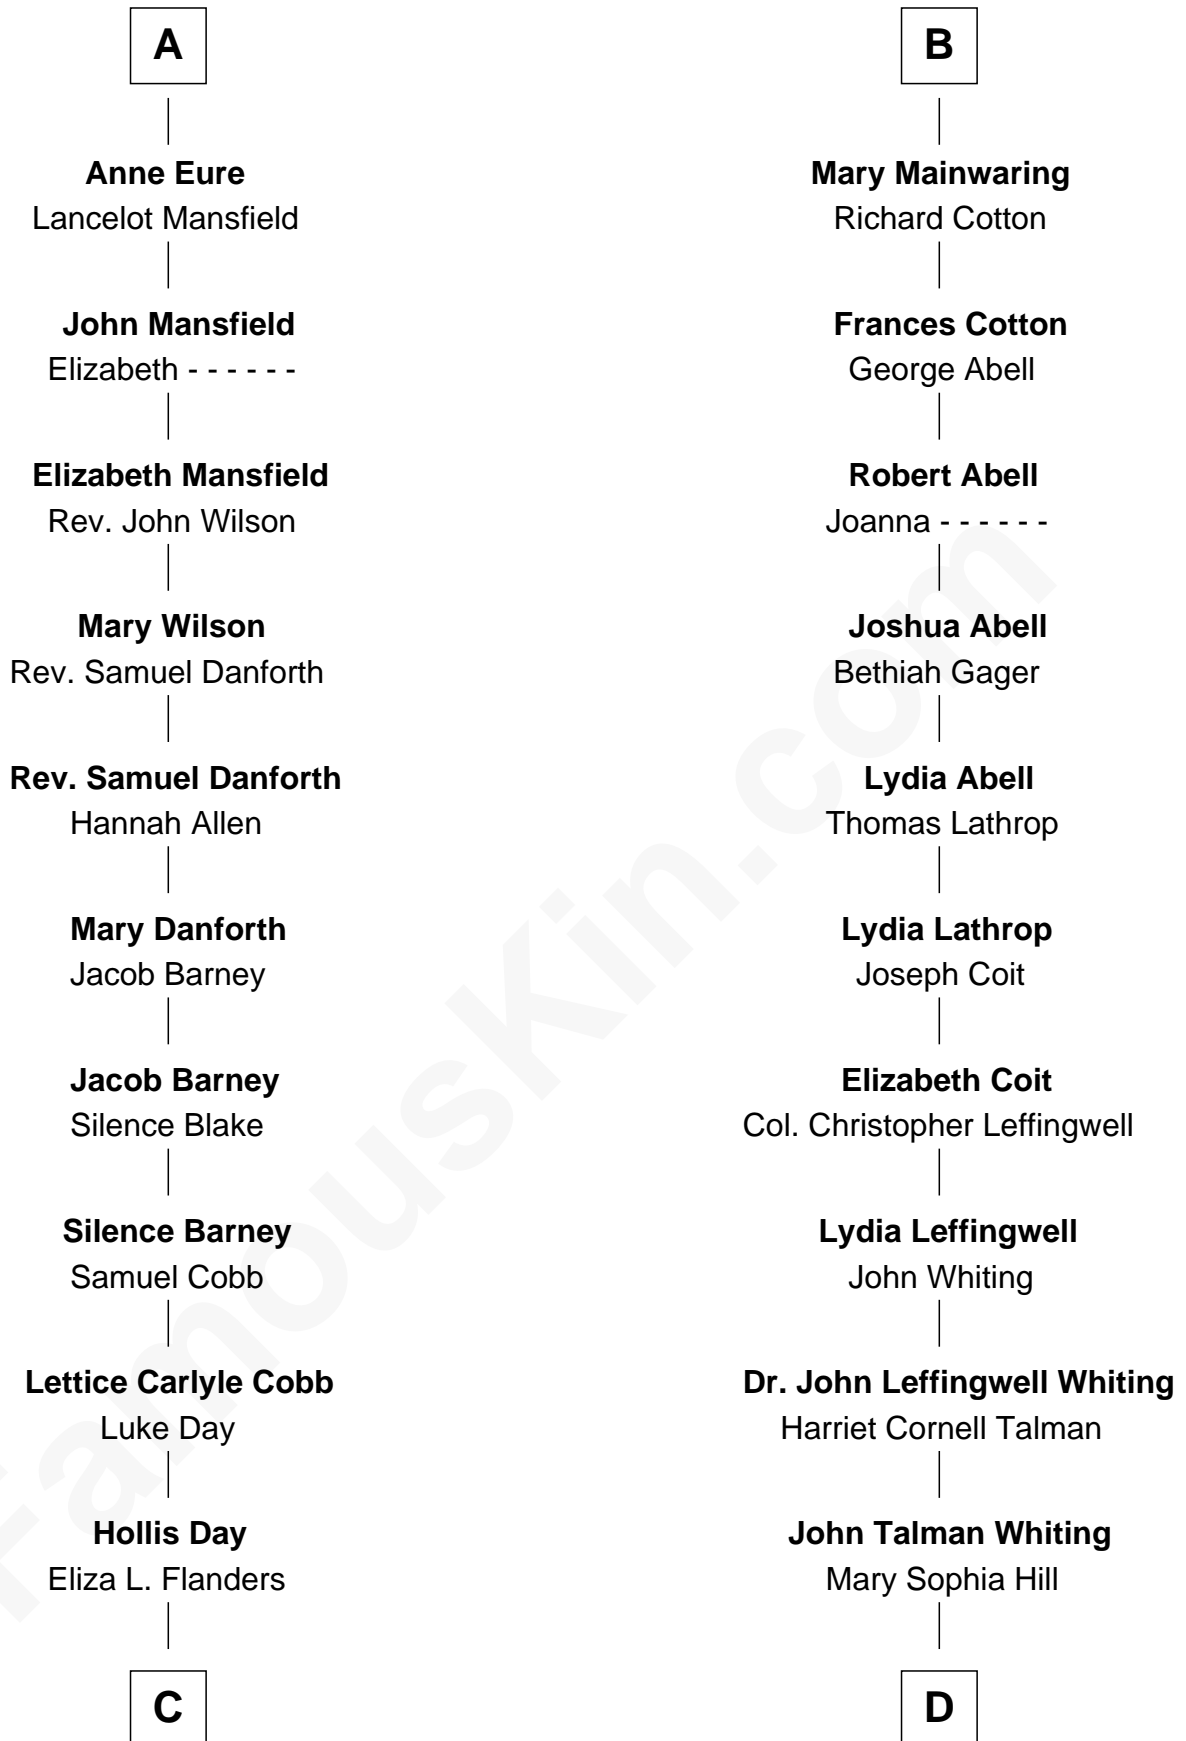 A
Anne Eure
Lancelot Mansfield
John Mansfield
Elizabeth - - - - - -
Elizabeth Mansfield
Rev. John Wilson
Mary Wilson
Rev. Samuel Danforth
Rev. Samuel Danforth
Hannah Allen
Mary Danforth
Jacob Barney
Jacob Barney
Silence Blake
Silence Barney
Samuel Cobb
Lettice Carlyle Cobb
Luke Day
Hollis Day
Eliza L. Flanders
C
B
Mary Mainwaring
Richard Cotton
Frances Cotton
George Abell
Robert Abell
Joanna - - - - - -
Joshua Abell
Bethiah Gager
Lydia Abell
Thomas Lathrop
Lydia Lathrop
Joseph Coit
Elizabeth Coit
Col. Christopher Leffingwell
Lydia Leffingwell
John Whiting
Dr. John Leffingwell Whiting
Harriet Cornell Talman
John Talman Whiting
Mary Sophia Hill
D
FamousKin.com